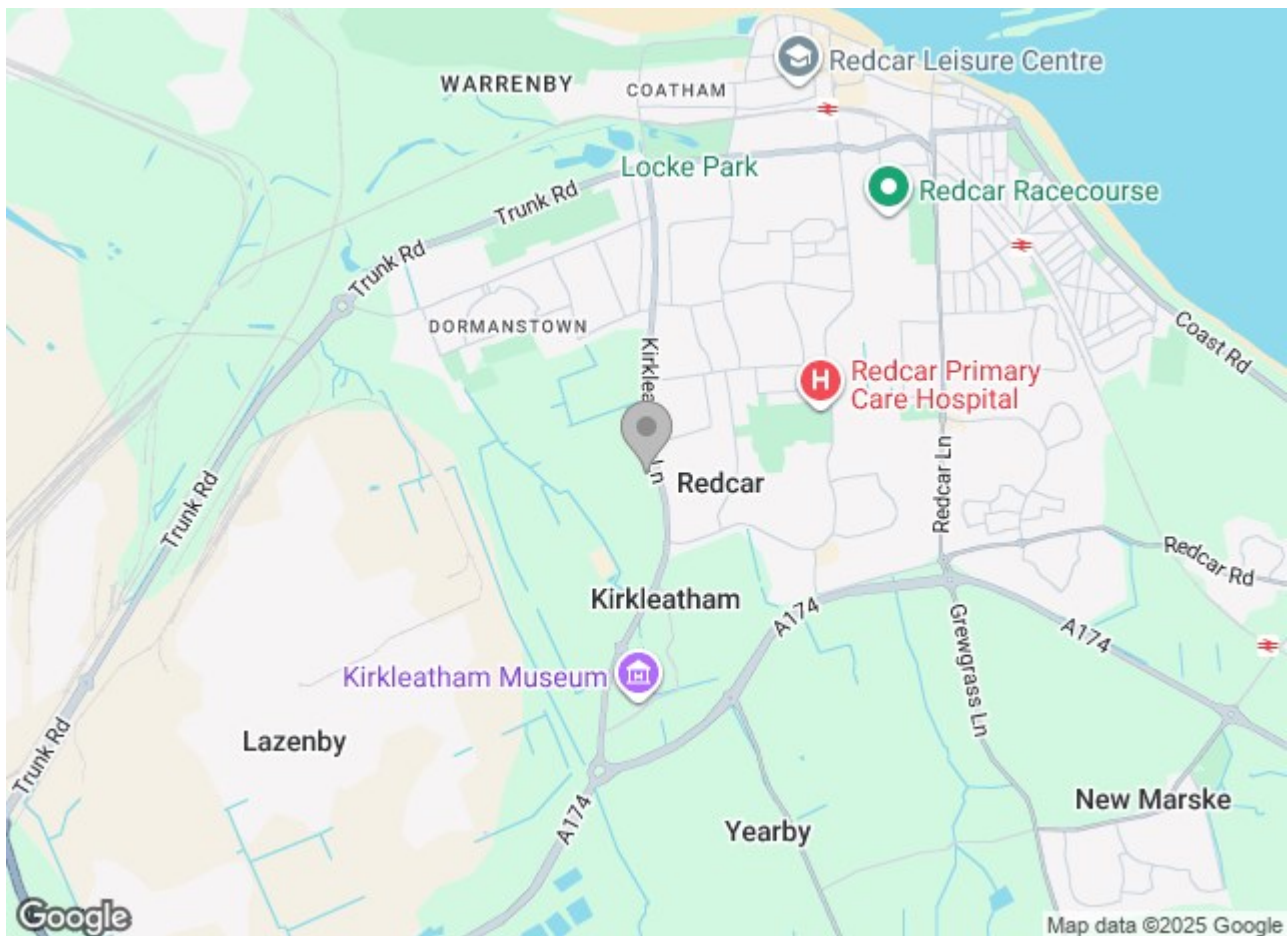 Redcar Leisure Centre
WARRENBY
COATHAM
Locke Park
Redcar Racecourse
Trunk Rd
Trunk Rd
DORMANSTOWN
Coast Rd
Redcar Primary
Care Hospital
Ln
Redcar
Redcar Ln
Trunk Rd
Redcar Rd
Kirkleatham
A174
A174
Grewgrass Ln
Kirkleatham Museum
Lazenby
Trunk Rd
New Marske
A174
Yearby
Google
Map data ©2025 Google